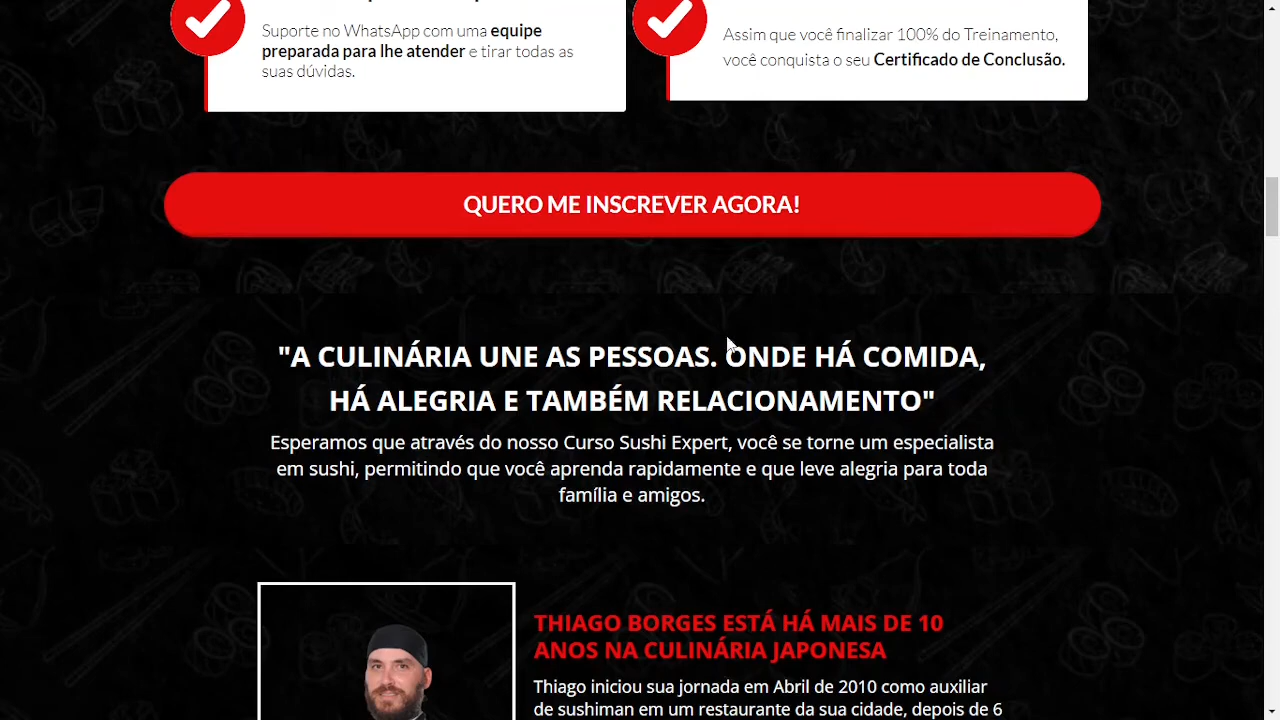 Suporte no WhatsApp com uma equipe
preparada para lhe atender e tirar todas as
suas dúvidas.
Assim que você finalizar 100% do Treinamento,
você conquista o seu Certificado de Conclusão.
QUERO ME INSCREVER AGORA!
"A CULINÁRIA UNE AS PESSOAS. ONDE HÁ COMIDA,
HÁ ALEGRIA E TAMBÉM RELACIONAMENTO"
Esperamos que através do nosso Curso Sushi Expert, você se torne um especialista
em sushi, permitindo que você aprenda rapidamente e que leve alegria para toda
família e amigos.
THIAGO BORGES ESTÁ HÁ MAIS DE 10
ANOS NA CULINÁRIA JAPONESA
Thiago iniciou sua jornada em Abril de 2010 como auxiliar
de sushiman em um restaurante da sua cidade, depois de 6